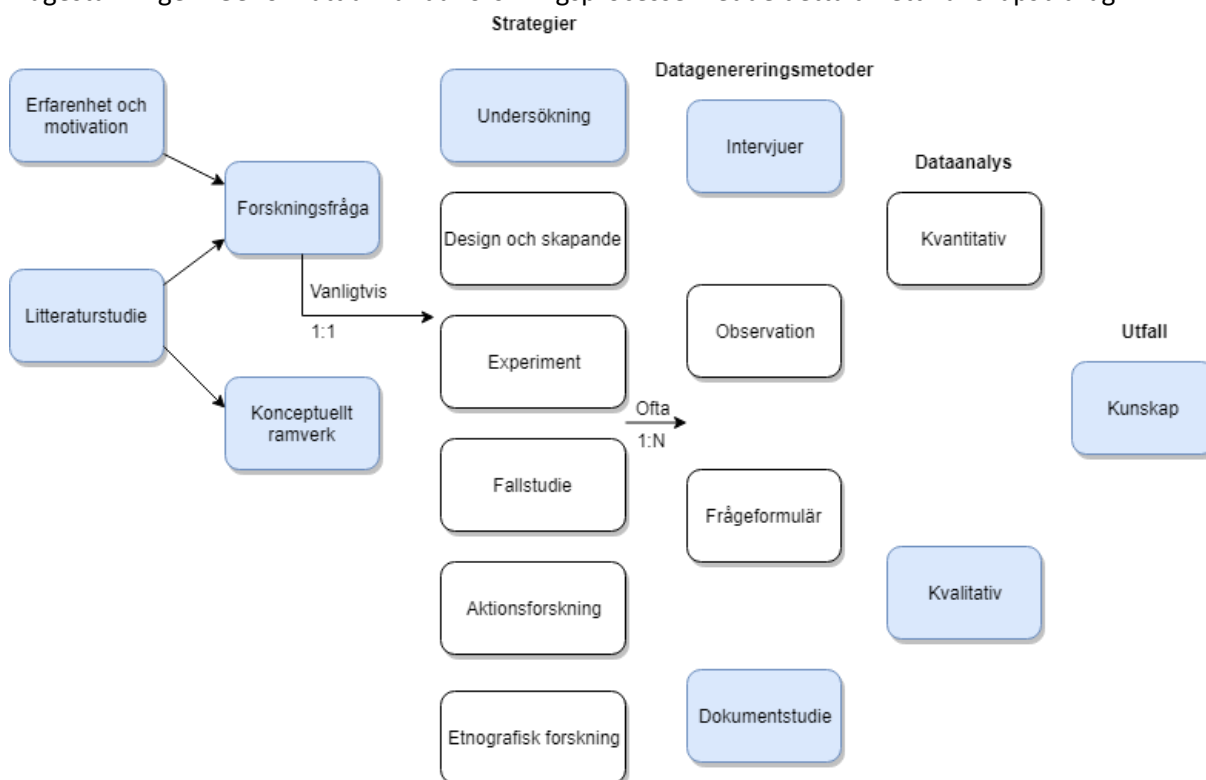 Strategier
Datagenereringsmetoder
Erfarenhet och
motivation
Undersökning
Intervjuer
Dataanalys
Forskningsfråga
Design och skapande
Kvantitativ
Vanligtvis
1:1
Litteraturstudie
Observation
Utfall
Experiment
Kunskap
Konceptuellt
ramverk
Ofta
1:N
Fallstudie
Frågeformulär
Kvalitativ
Aktionsforskning
Dokumentstudie
Etnografisk forskning